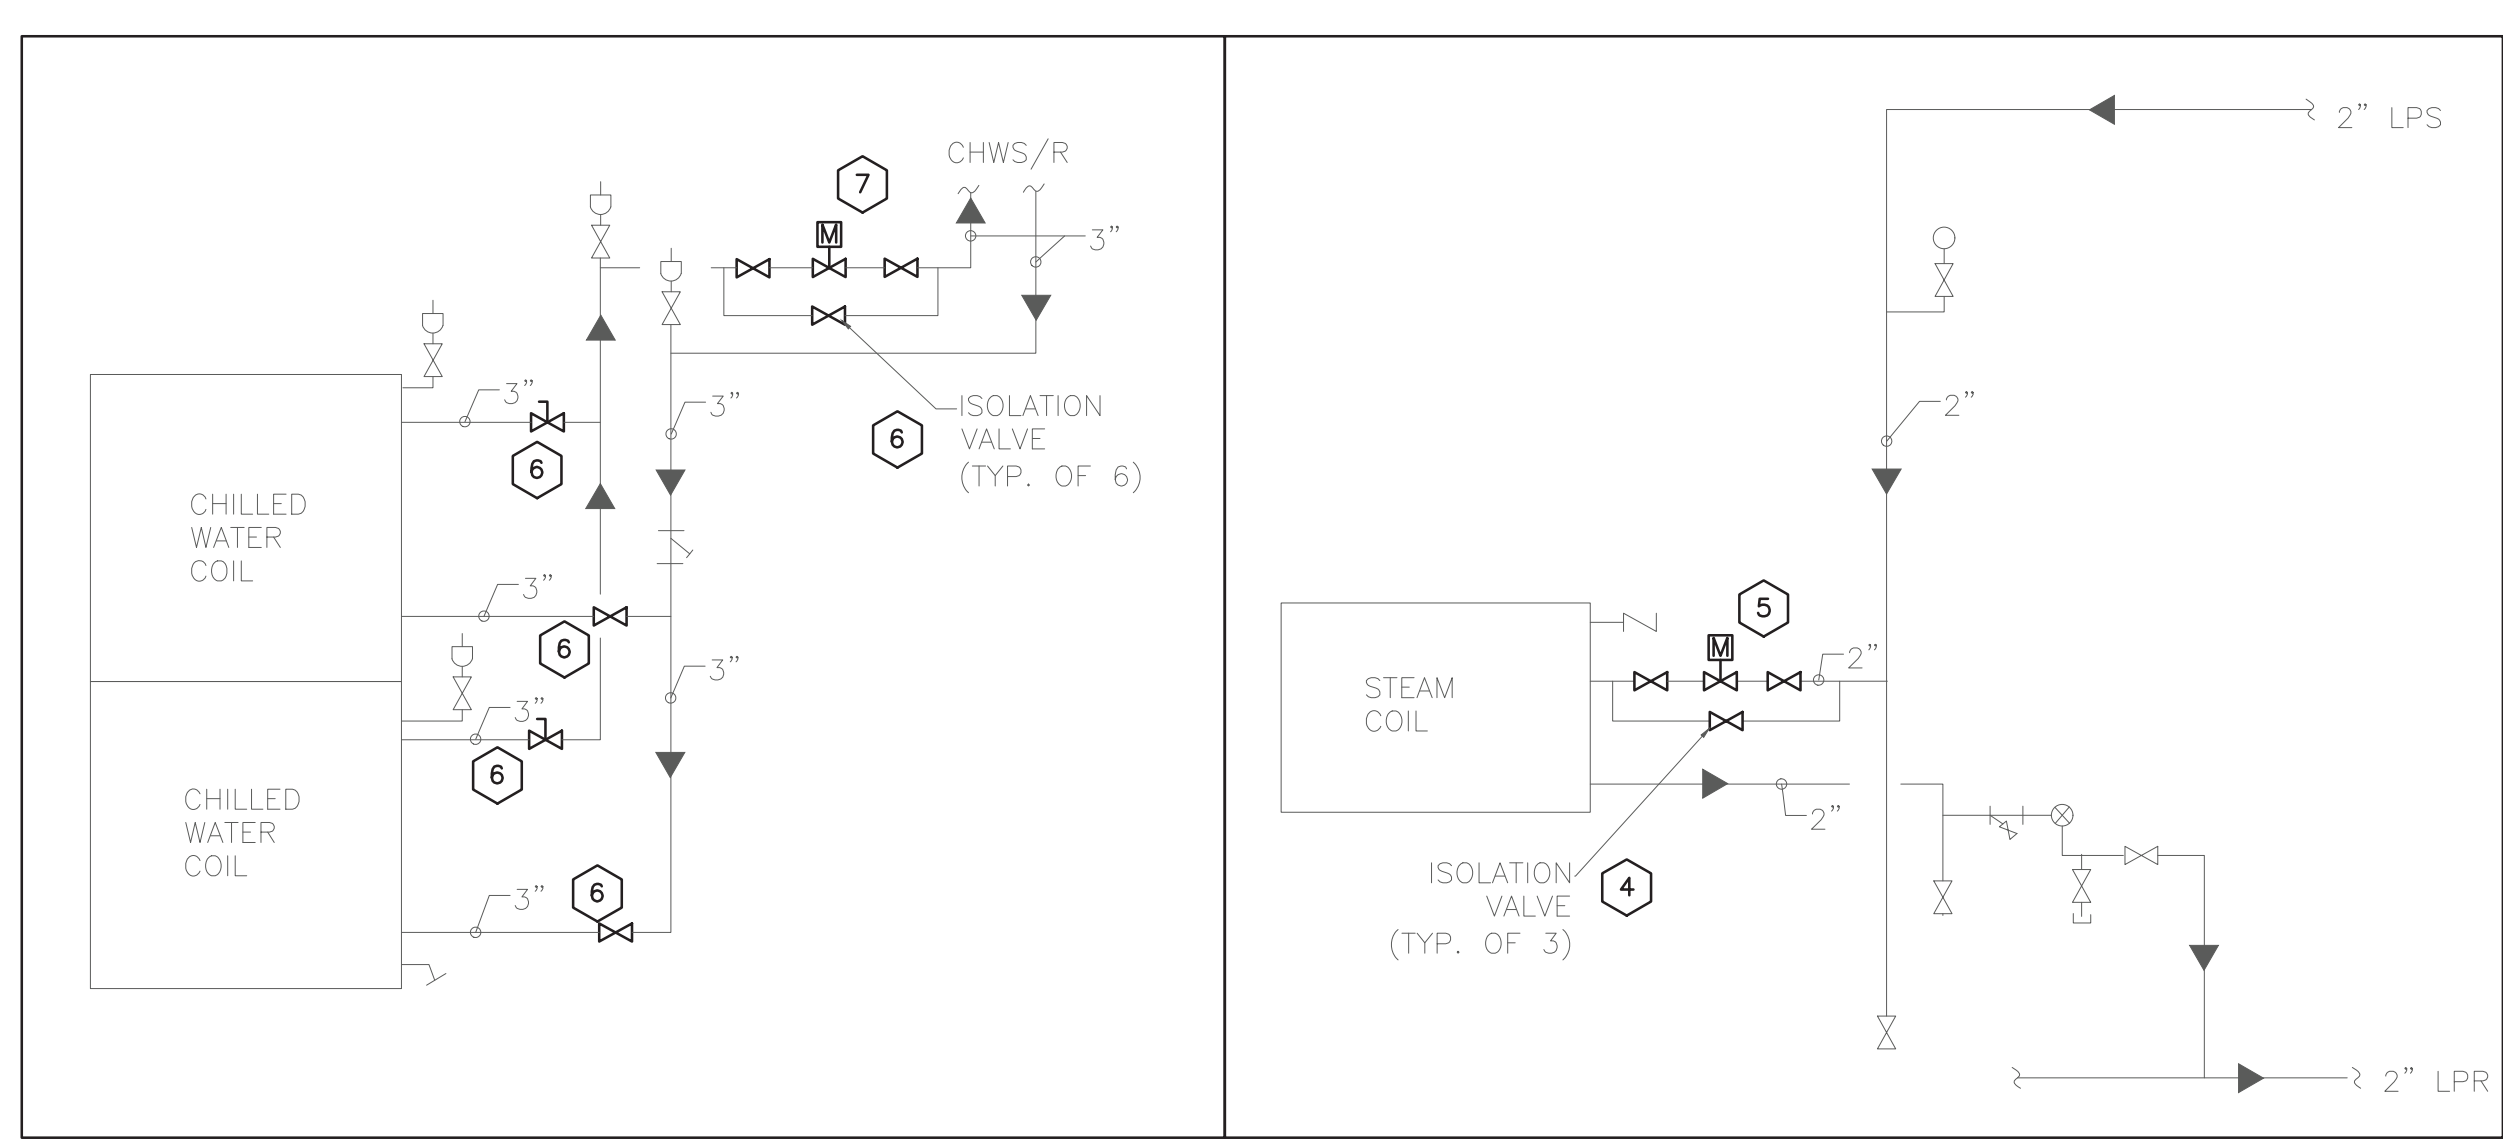 CHWS/R
7
M
3”
3”
3”
ISOLATION
VALVE
(TYP. OF 6)
6
6
CHILLED
WATER
COIL
3”
6
3”
3”
6
CHILLED
WATER
COIL
3”
6
2” LPS
2”
5
M
2”
STEAM
COIL
2”
ISOLATION
VALVE
(TYP. OF 3)
4
2” LPR